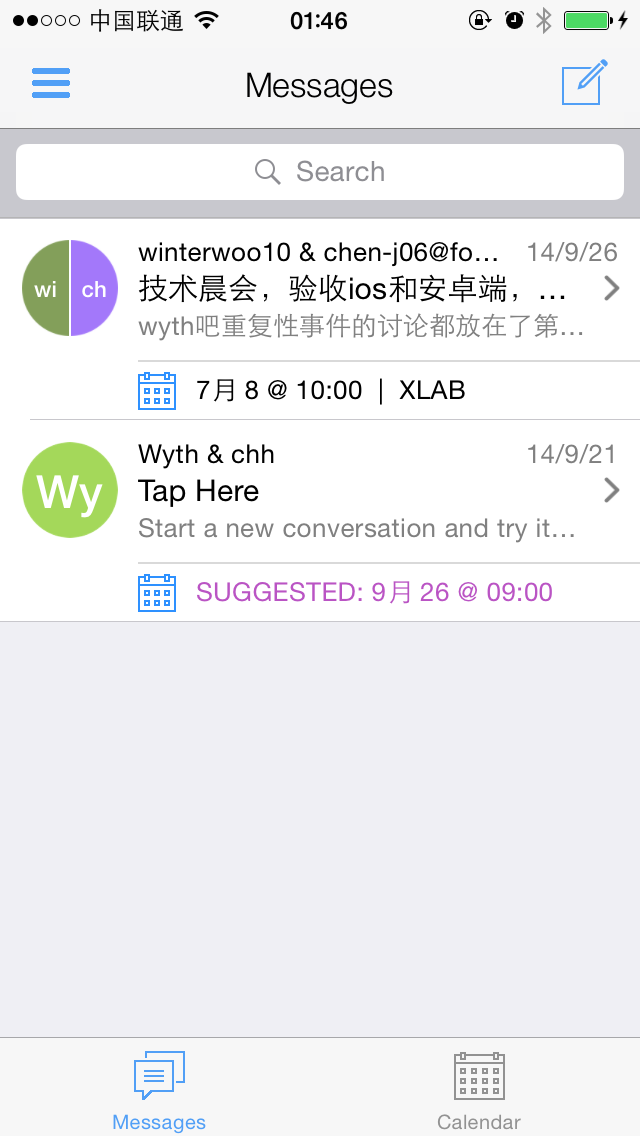 中国联通 01:46
Messages
Search
wi ch
winterwoo10 & chen-j06@fo... 14/9/26
技术晨会，验收ios和安卓端，...
wyth吧重复性事件的讨论都放在了第...
7月 8 @ 10:00 | XLAB
Wy
Wyth & chh 14/9/21
Tap Here
Start a new conversation and try it...
SUGGESTED: 9月 26 @ 09:00
Messages Calendar